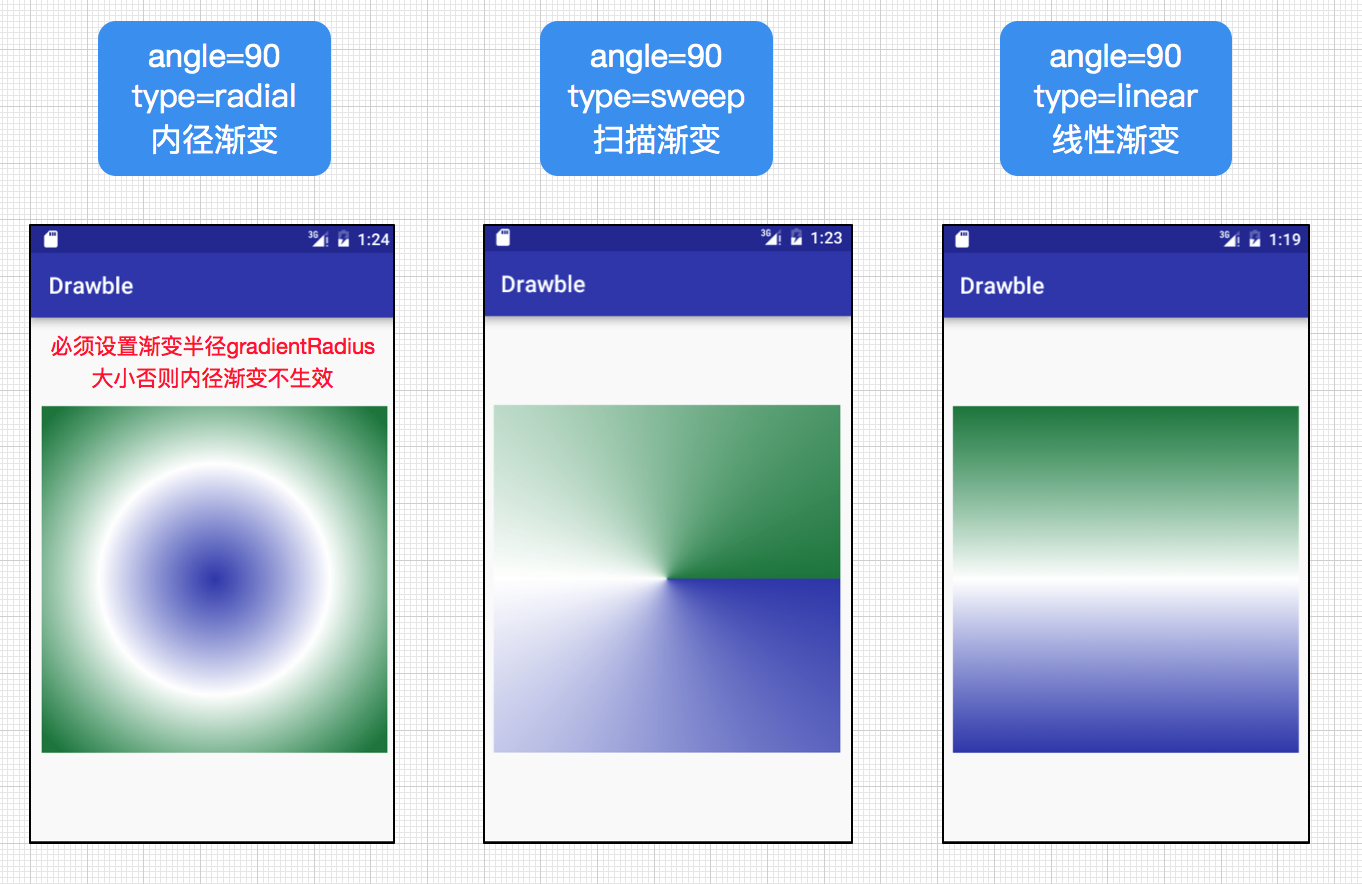 angle=90
type=radial
内径渐变
angle=90
type=sweep
扫描渐变
angle=90
type=linear
线性渐变
3G 1:24
Drawble
必须设置渐变半径gradientRadius
大小否则内径渐变不生效
3G 1:23
Drawble
3G 1:19
Drawble